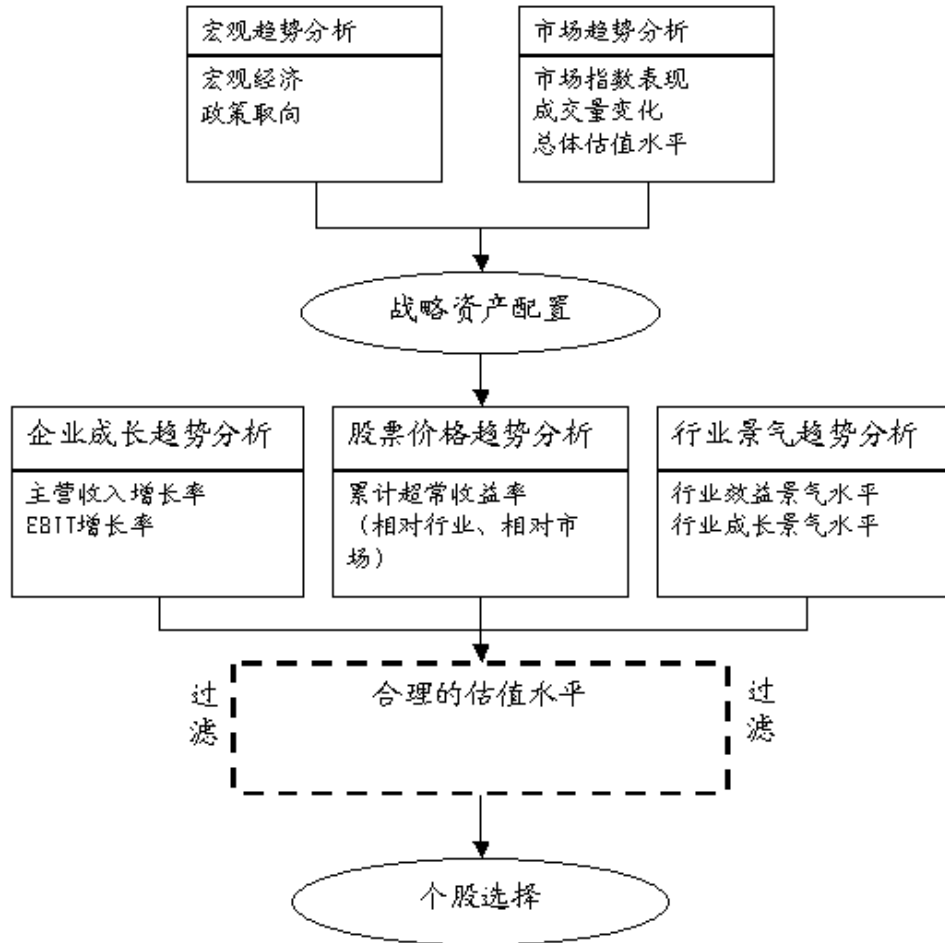 宏观趋势分析
宏观经济
政策取向
市场趋势分析
市场指数表现
成交量变化
总体估值水平
战略资产配置
企业成长趋势分析
主营收入增长率
EBIT增长率
股票价格趋势分析
累计超常收益率
（相对行业、相对市
场）
行业景气趋势分析
行业效益景气水平
行业成长景气水平
过滤
合理的估值水平
过滤
个股选择